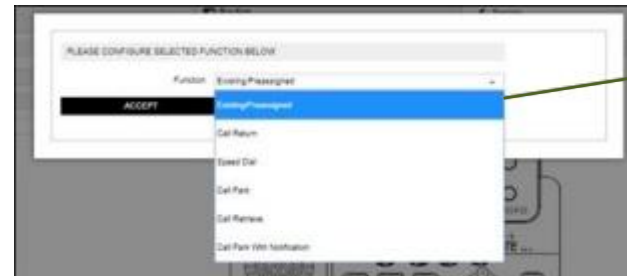 PLEASE CONFIGURE SELECTED FUNCTION BELOW
Function Existing/Preassigned
ACCEPT
Existing/Preassigned
Call Return
Speed Dial
Call Park
Call Retrieve
Call Park With Notification